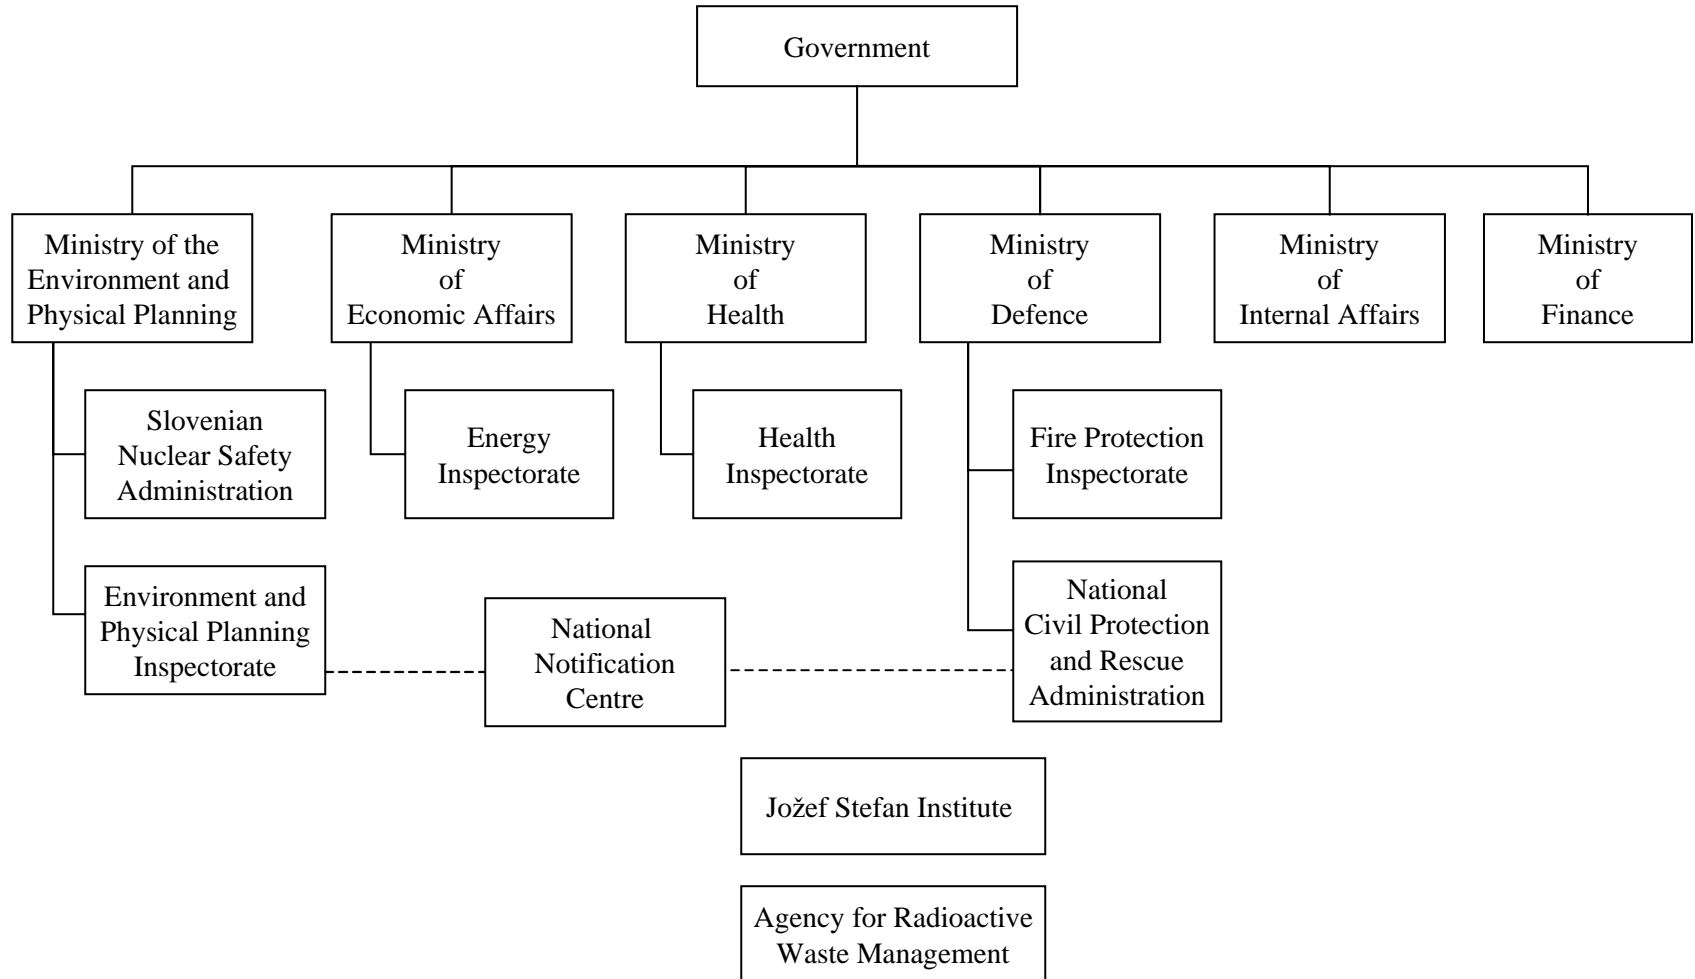 Government
Ministry of the
Environment and
Physical Planning
Ministry
of
Economic Affairs
Ministry
of
Health
Ministry
of
Defence
Ministry
of
Internal Affairs
Ministry
of
Finance
Slovenian
Nuclear Safety
Administration
Energy
Inspectorate
Health
Inspectorate
Fire Protection
Inspectorate
Environment and
Physical Planning
Inspectorate
National
Notification
Centre
National
Civil Protection
and Rescue
Administration
Jožef Stefan Institute
Agency for Radioactive
Waste Management